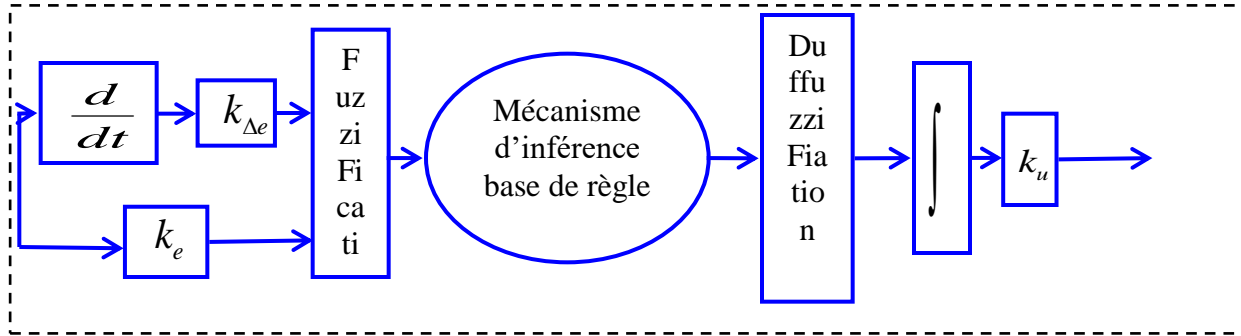 d
dt
k_Δe
k_e
F
uz
zi
Fi
ca
ti
Mécanisme
d’inférence
base de règle
Du
ffu
zzi
Fia
tio
n
∫
k_u